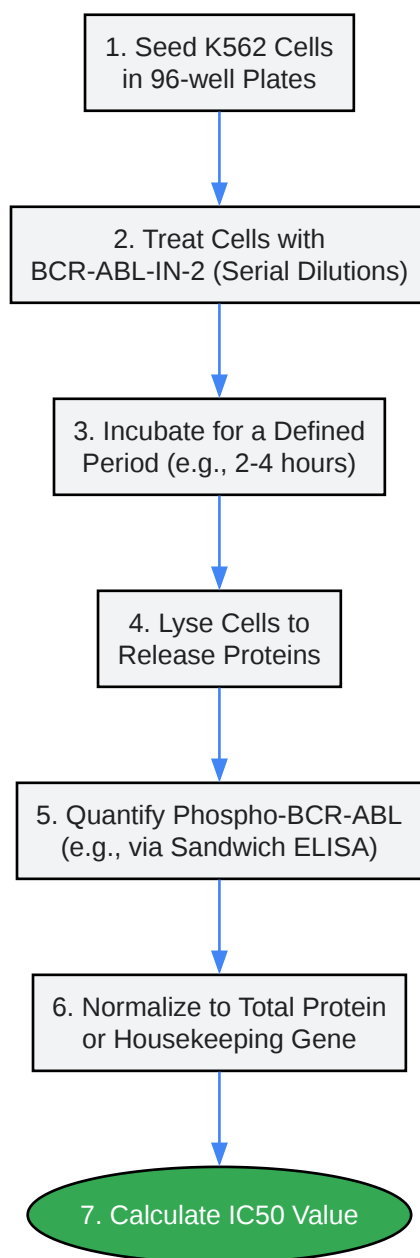 1. Seed K562 Cells
in 96-well Plates
2. Treat Cells with
BCR-ABL-IN-2 (Serial Dilutions)
3. Incubate for a Defined
Period (e.g., 2-4 hours)
4. Lyse Cells to
Release Proteins
5. Quantify Phospho-BCR-ABL
(e.g., via Sandwich ELISA)
6. Normalize to Total Protein
or Housekeeping Gene
7. Calculate IC50 Value